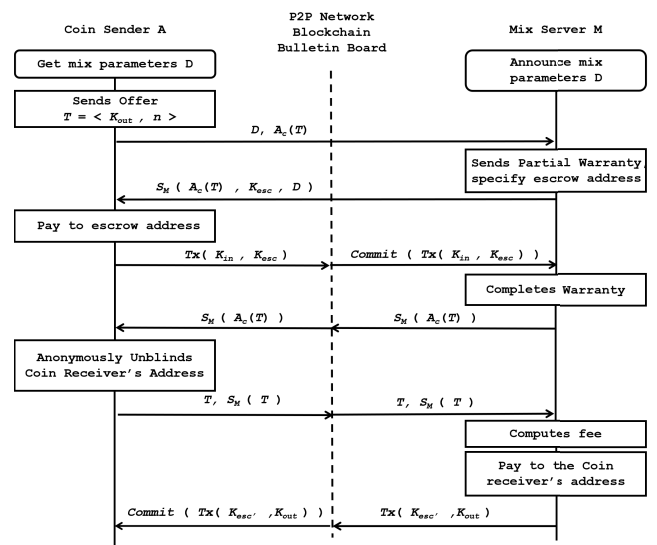 P2P Network
Coin Sender A
Blockchain
Mix Server M
Bulletin Board
Get mix parameters D
Announce mix
parameters D
Sends Offer
T = < K_out , n >
D, A_c(T)
Sends Partial Warranty,
specify escrow address
S_M ( A_c(T) , K_esc , D )
Pay to escrow address
Tx( K_in , K_esc )
Commit ( Tx( K_in , K_esc ) )
Completes Warranty
S_M ( A_c(T) )
S_M ( A_c(T) )
Anonymously Unblinds
Coin Receiver's Address
T, S_M ( T )
T, S_M ( T )
Computes fee
Pay to the Coin
receiver's address
Commit ( Tx( K_esc' ,K_out ) )
Tx( K_esc' ,K_out )